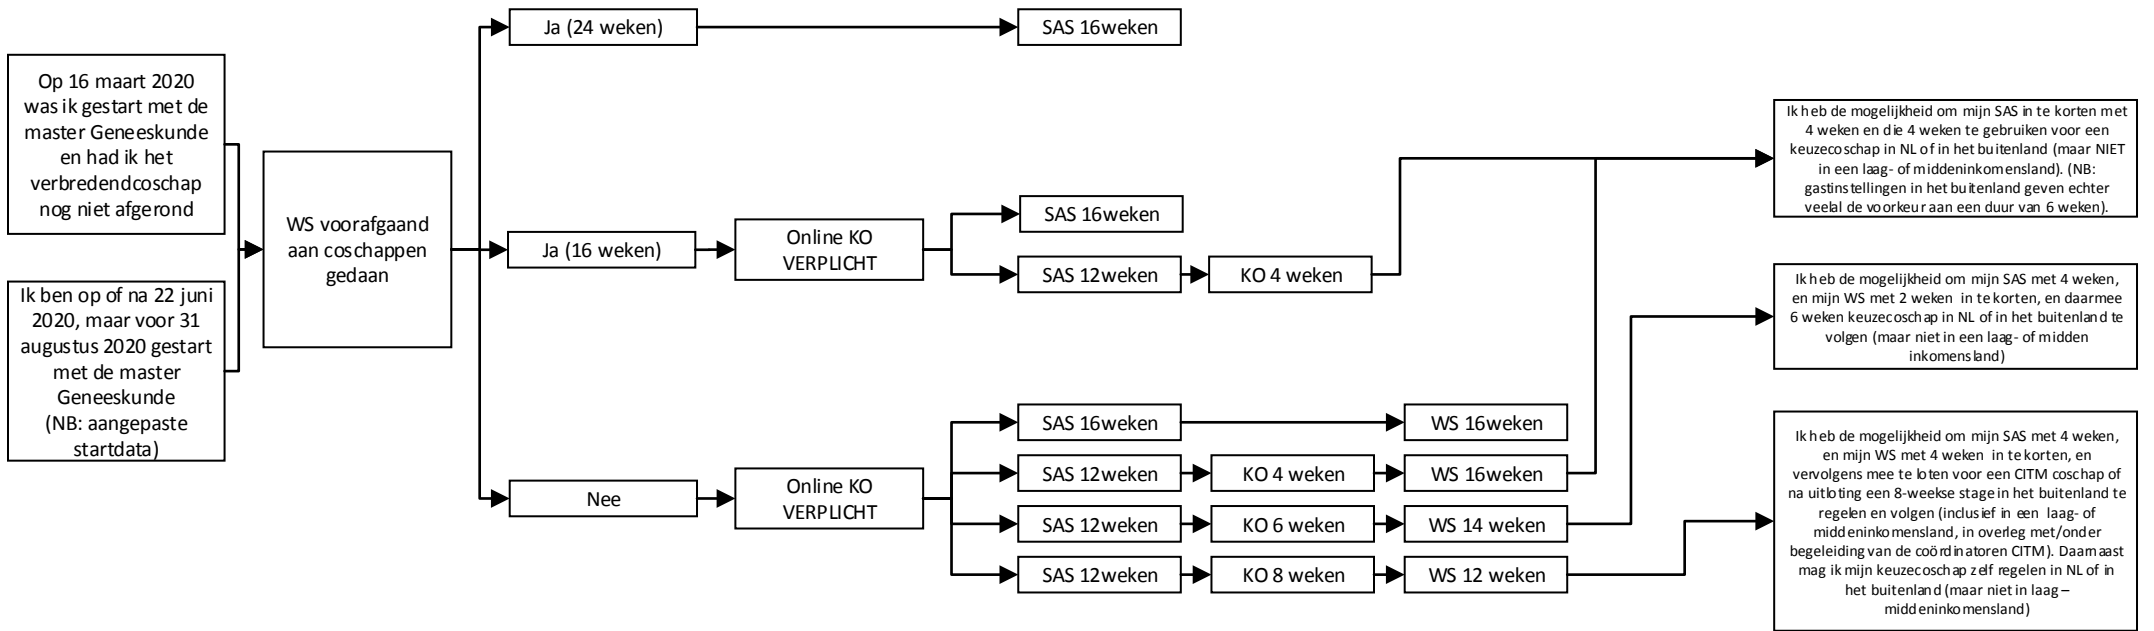 Op 16 maart 2020
was ik gestart met de
master Geneeskunde
en had ik het
verbredendcoschap
nog niet afgerond
Ik ben op of na 22 juni
2020, maar voor 31
augustus 2020 gestart
met de master
Geneeskunde
(NB: aangepaste
startdata)
WS voorafgaand
aan coschappen
gedaan
Ja (24 weken)
SAS 16weken
Ja (16 weken)
Online KO
VERPLICHT
SAS 16weken
SAS 12weken
KO 4 weken
Nee
Online KO
VERPLICHT
SAS 16weken
WS 16weken
SAS 12weken
KO 4 weken
WS 16weken
SAS 12weken
KO 6 weken
WS 14 weken
SAS 12weken
KO 8 weken
WS 12 weken
Ik heb de mogelijkheid om mijn SAS in te korten met
4 weken en die 4 weken te gebruiken voor een
keuzecoschap in NL of in het buitenland (maar NIET
in een laag- of middeninkomensland). (NB:
gastinstellingen in het buitenland geven echter
veelal de voorkeur aan een duur van 6 weken).
Ik heb de mogelijkheid om mijn SAS met 4 weken,
en mijn WS met 2 weken in te korten, en daarmee
6 weken keuzecoschap in NL of in het buitenland te
volgen (maar niet in een laag- of midden
inkomensland)
Ik heb de mogelijkheid om mijn SAS met 4 weken,
en mijn WS met 4 weken in te korten, en
vervolgens mee te loten voor een CITM coschap of
na uitloting een 8-weekse stage in het buitenland te
regelen en volgen (inclusief in een laag- of
middeninkomensland, in overleg met/onder
begeleiding van de coördinatoren CITM). Daarnaast
mag ik mijn keuzecoschap zelf regelen in NL of in
het buitenland (maar niet in laag –
middeninkomensland)